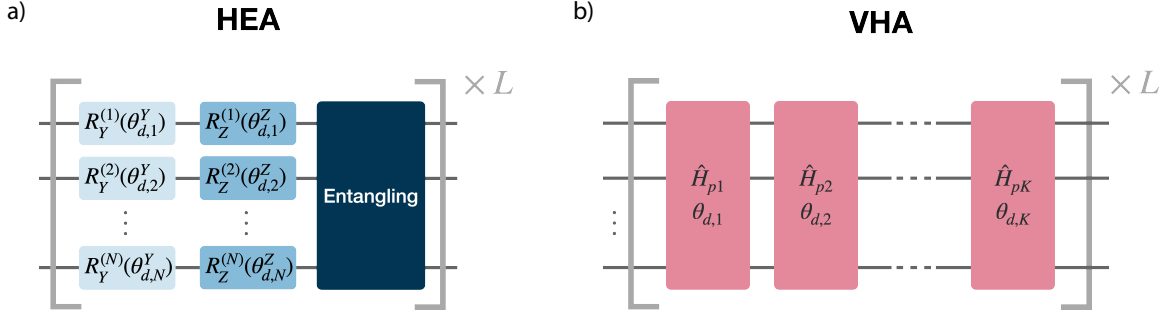 a)
HEA
× L
R_Y^{(1)}(θ_{d,1}^Y) R_Z^{(1)}(θ_{d,1}^Z)
R_Y^{(2)}(θ_{d,2}^Y) R_Z^{(2)}(θ_{d,2}^Z)
Entangling
⋮ ⋮
R_Y^{(N)}(θ_{d,N}^Y) R_Z^{(N)}(θ_{d,N}^Z)
b)
VHA
× L
Ĥ_{p1} Ĥ_{p2} Ĥ_{pK}
θ_{d,1} θ_{d,2} θ_{d,K}
⋮